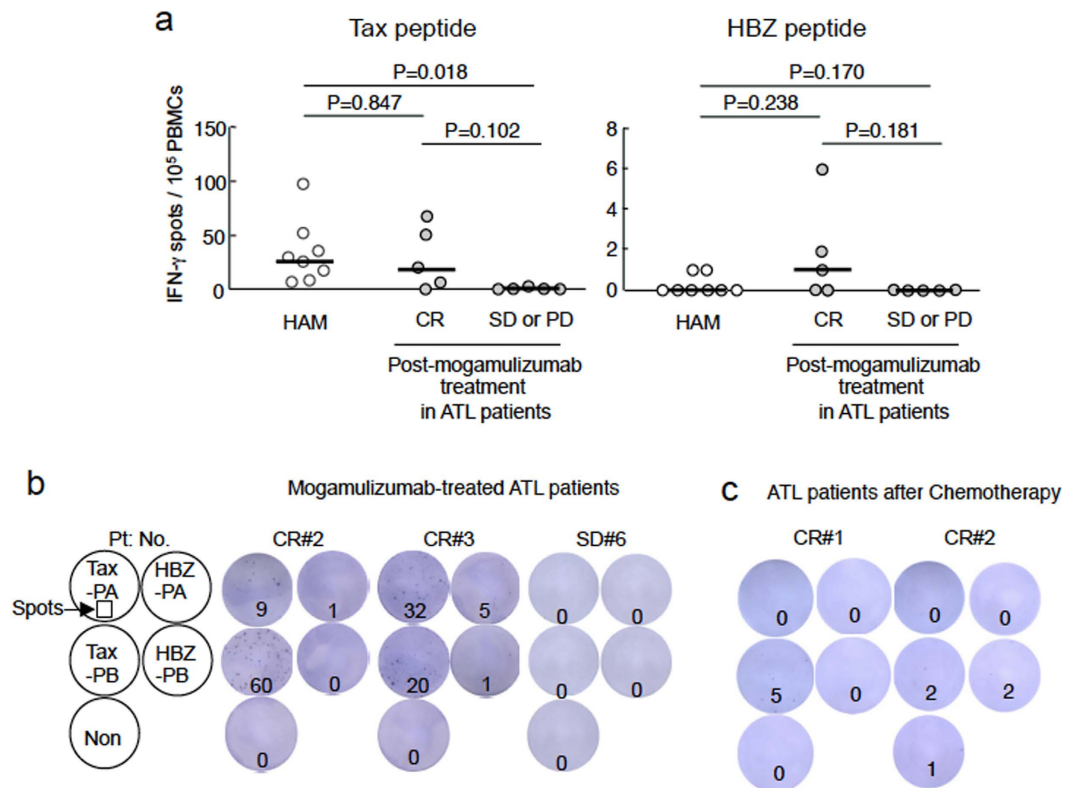 a
Tax peptide
HBZ peptide
P=0.018
P=0.847
P=0.102
P=0.170
P=0.238
P=0.181
IFN-γ spots / 10⁵ PBMCs
150
100
50
0
8
6
4
2
0
HAM
CR
SD or PD
HAM
CR
SD or PD
Post-mogamulizumab
treatment
in ATL patients
Post-mogamulizumab
treatment
in ATL patients
b
Mogamulizumab-treated ATL patients
Pt: No.
CR#2
CR#3
SD#6
Tax
-PA
HBZ
-PA
Spots
Tax
-PB
HBZ
-PB
Non
9 1 32 5 0 0
60 0 20 1 0 0
0 0 0
c
ATL patients after Chemotherapy
CR#1
CR#2
0 0 0 0
5 0 2 2
0 1